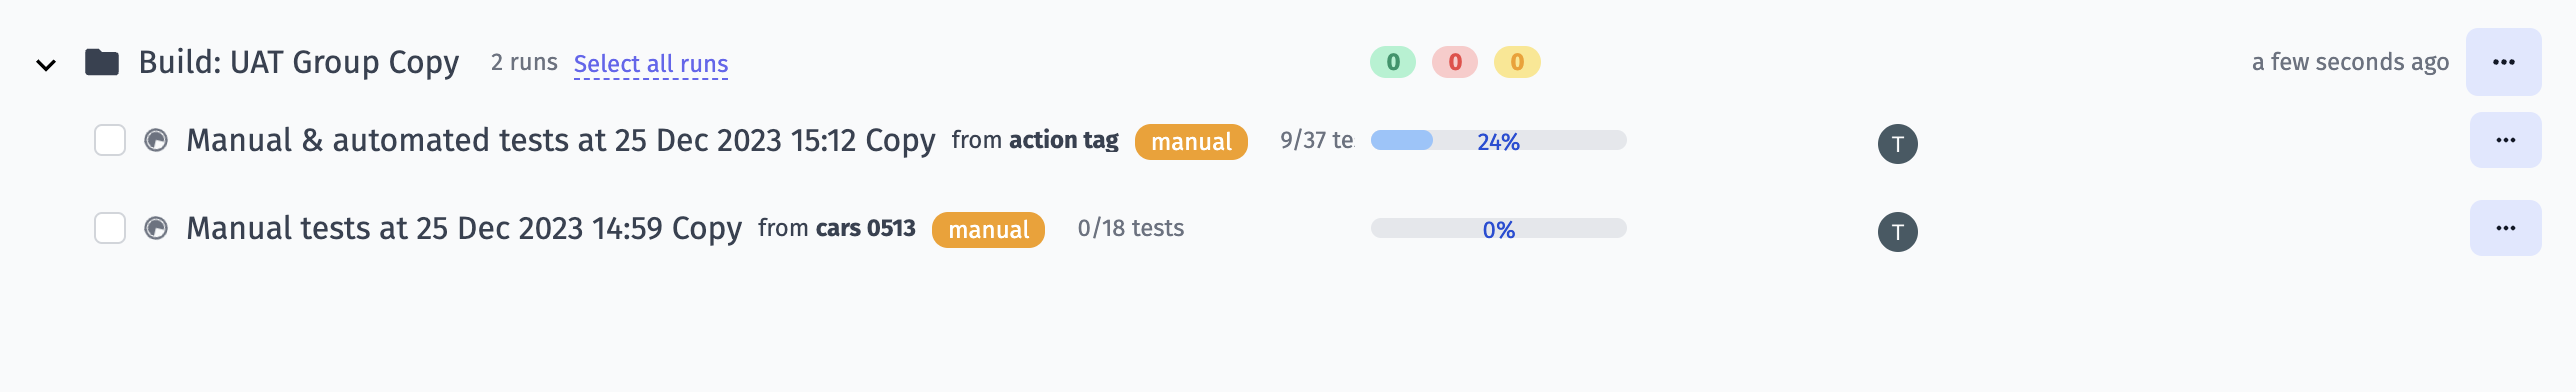 Build: UAT Group Copy 2 runs Select all runs 0 0 0 a few seconds ago
Manual & automated tests at 25 Dec 2023 15:12 Copy from action tag manual 9/37 te 24% T
Manual tests at 25 Dec 2023 14:59 Copy from cars 0513 manual 0/18 tests 0% T